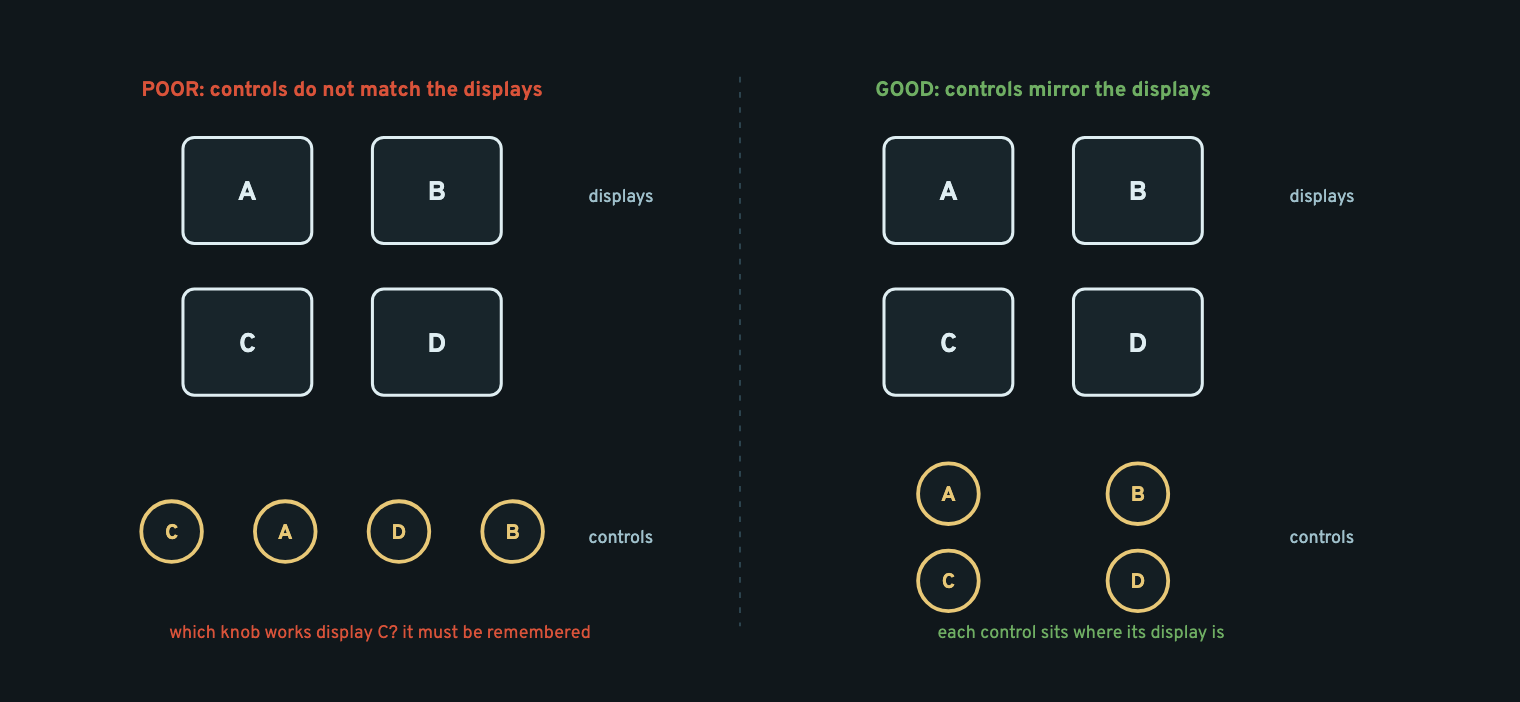 POOR: controls do not match the displays
A B displays
C D
C A D B controls
which knob works display C? it must be remembered
GOOD: controls mirror the displays
A B displays
C D
A B
controls
C D
each control sits where its display is